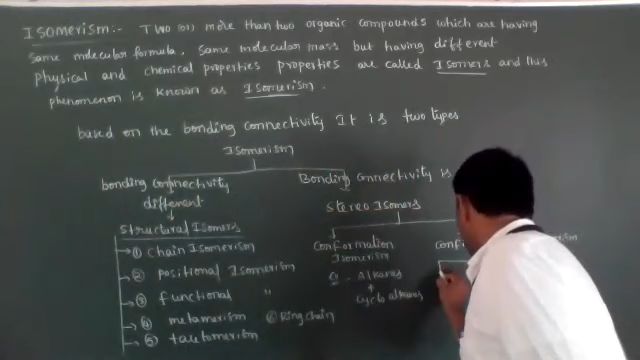 Isomerism:- Two (or) more than two organic compounds which are having
same molecular formula, same molecular mass but having different
physical and chemical properties properties are called Isomers and this
phenomenon is known as Isomerism.
based on the bonding connectivity It is two types
Isomerism
bonding connectivity different
Bonding connectivity is
Structural Isomers
① chain Isomerism
② positional Isomerism
③ functional "
④ metamerism ⑥ Ring chain
⑤ tautomerism
Stereo Isomers
Conformation Isomerism
Alkanes
+
Cyclo alkanes